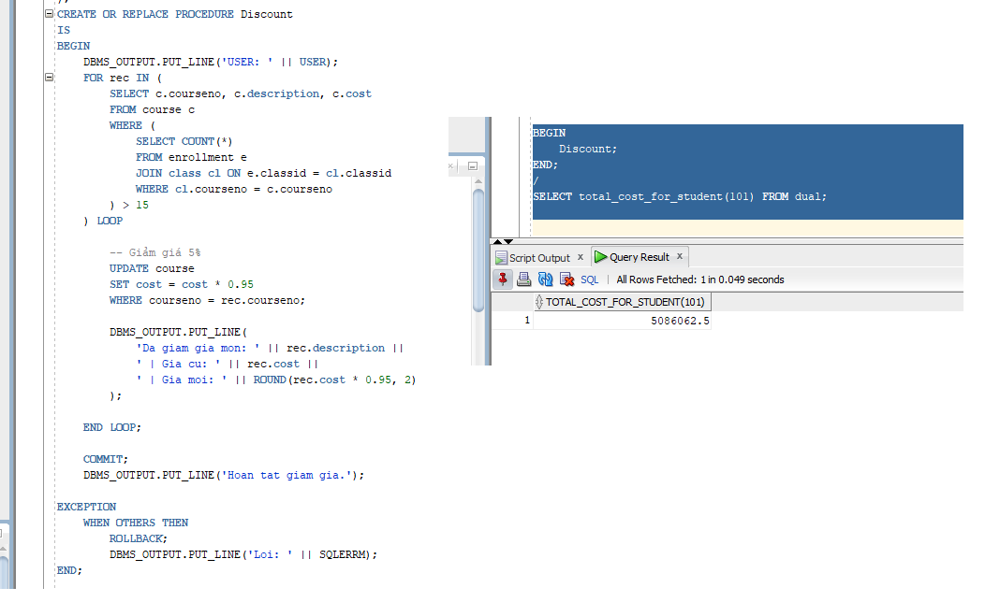 CREATE OR REPLACE PROCEDURE Discount
IS
BEGIN
    DBMS_OUTPUT.PUT_LINE('USER: ' || USER);
    FOR rec IN (
        SELECT c.courseno, c.description, c.cost
        FROM course c
        WHERE (
            SELECT COUNT(*)
            FROM enrollment e
            JOIN class cl ON e.classid = cl.classid
            WHERE cl.courseno = c.courseno
        ) > 15
    ) LOOP
        -- Giảm giá 5%
        UPDATE course
        SET cost = cost * 0.95
        WHERE courseno = rec.courseno;
        DBMS_OUTPUT.PUT_LINE(
            'Da giam gia mon: ' || rec.description ||
            ' | Gia cu: ' || rec.cost ||
            ' | Gia moi: ' || ROUND(rec.cost * 0.95, 2)
        );
    END LOOP;
    COMMIT;
    DBMS_OUTPUT.PUT_LINE('Hoan tat giam gia.');
EXCEPTION
    WHEN OTHERS THEN
        ROLLBACK;
        DBMS_OUTPUT.PUT_LINE('Loi: ' || SQLERRM);
END;
BEGIN
    Discount;
END;
/
SELECT total_cost_for_student(101) FROM dual;
Script Output x Query Result x
SQL | All Rows Fetched: 1 in 0.049 seconds
TOTAL_COST_FOR_STUDENT(101)
1 5086062.5